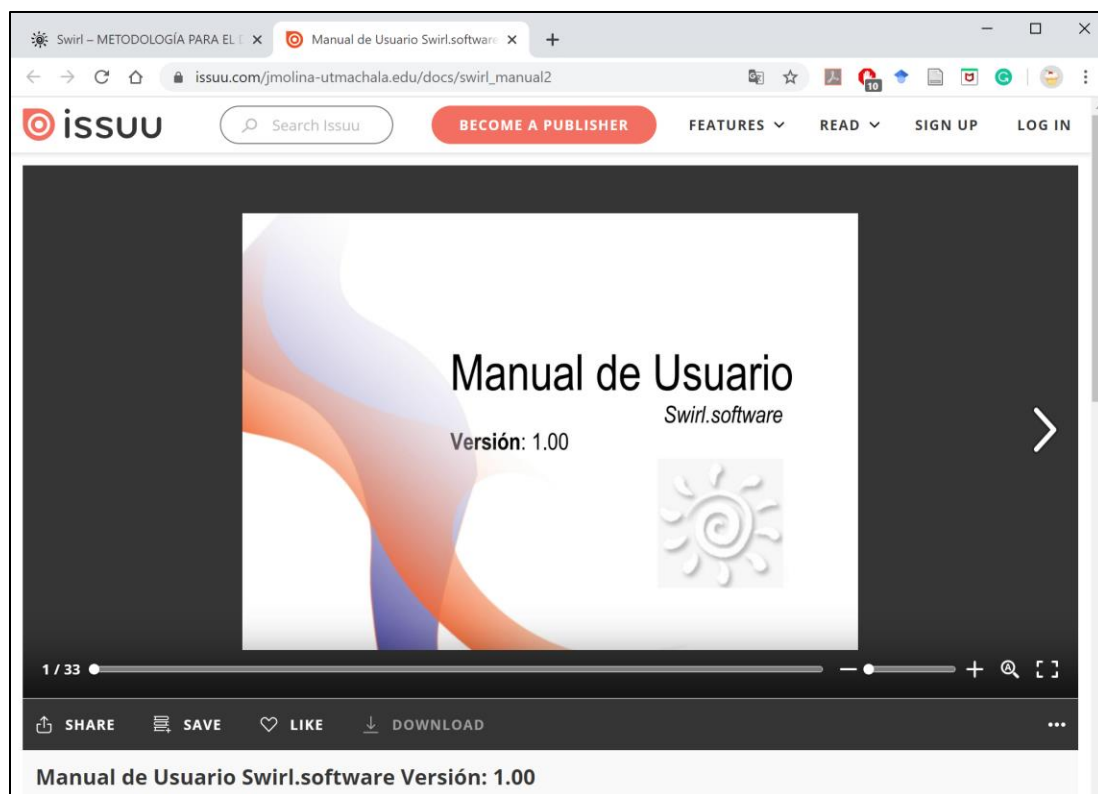 Swirl – METODOLOGÍA PARA EL D
Manual de Usuario Swirl.software
issuu.com/jmolina-utmachala.edu/docs/swirl_manual2
10
issuu
Search Issuu
BECOME A PUBLISHER
FEATURES
READ
SIGN UP
LOG IN
Manual de Usuario
Swirl.software
Versión: 1.00
1 / 33
SHARE
SAVE
LIKE
DOWNLOAD
Manual de Usuario Swirl.software Versión: 1.00